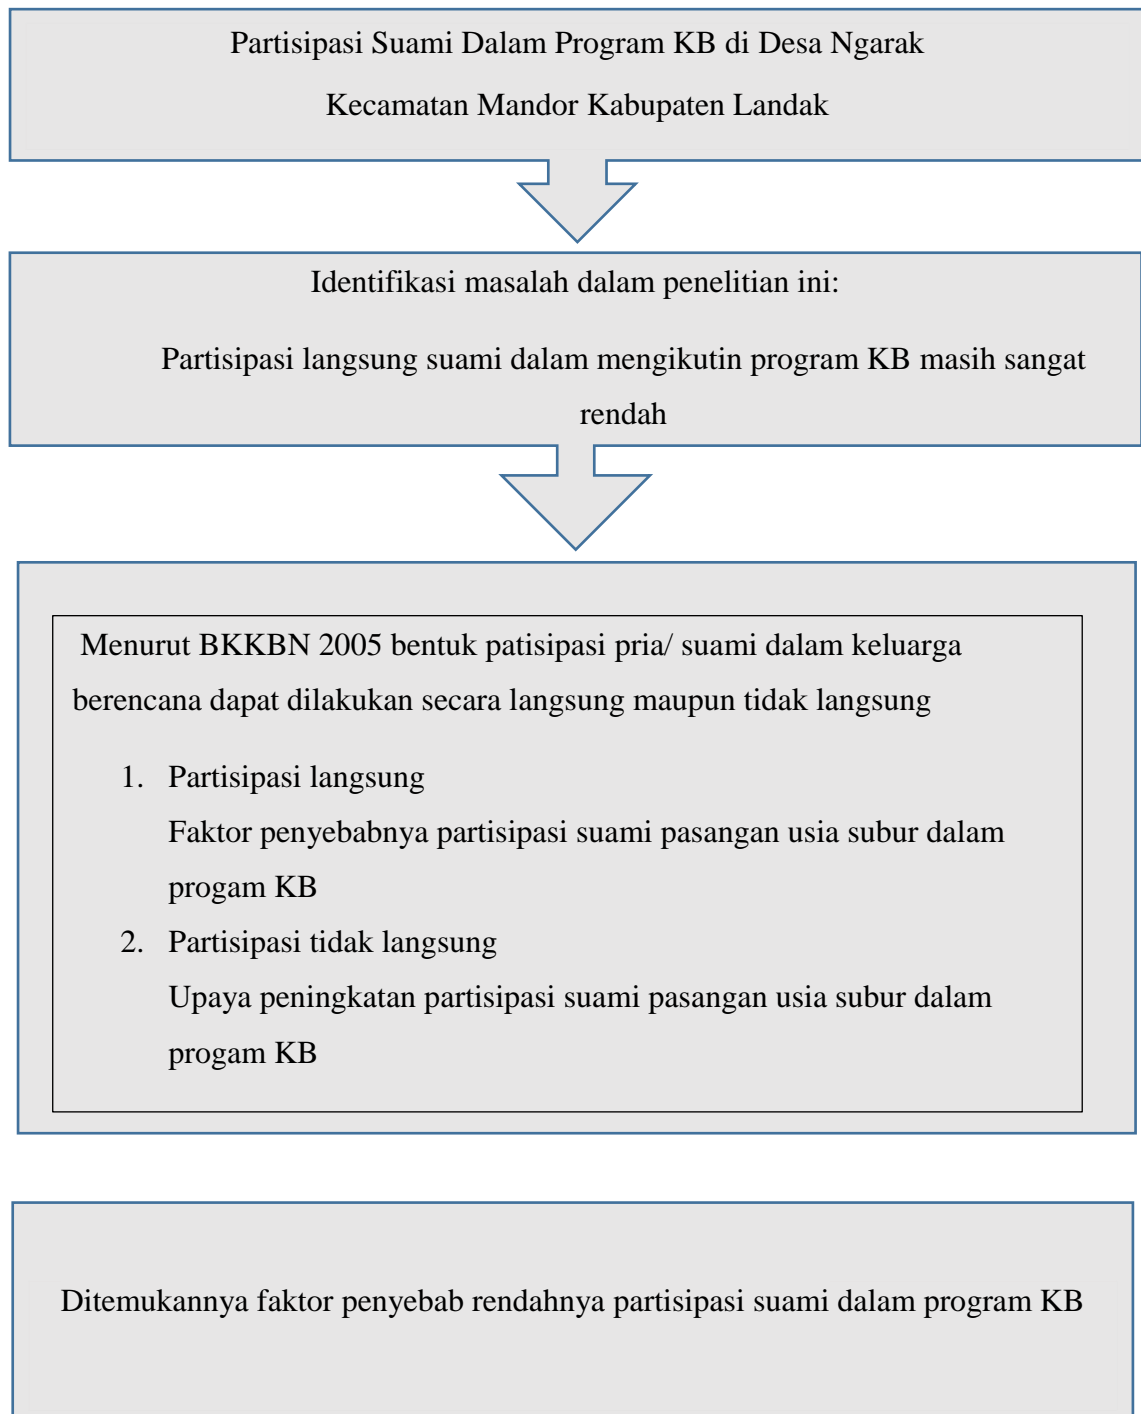 Partisipasi Suami Dalam Program KB di Desa Ngarak
Kecamatan Mandor Kabupaten Landak
Identifikasi masalah dalam penelitian ini:
Partisipasi langsung suami dalam mengikutin program KB masih sangat
rendah
Menurut BKKBN 2005 bentuk patisipasi pria/ suami dalam keluarga
berencana dapat dilakukan secara langsung maupun tidak langsung
1. Partisipasi langsung
Faktor penyebabnya partisipasi suami pasangan usia subur dalam
progam KB
2. Partisipasi tidak langsung
Upaya peningkatan partisipasi suami pasangan usia subur dalam
progam KB
Ditemukannya faktor penyebab rendahnya partisipasi suami dalam program KB